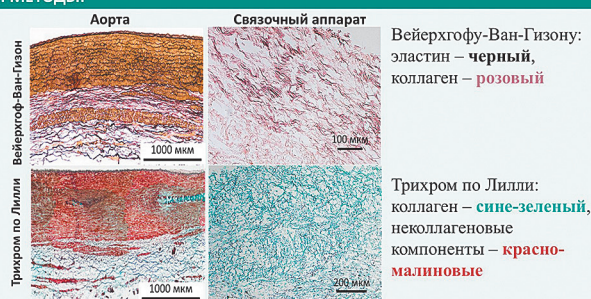 Аорта
Связочный аппарат
Вейерхгоф-Ван-Гизон
1000 мкм
100 мкм
Вейерхгофу-Ван-Гизону:
эластин – черный,
коллаген – розовый
Трихром по Лилли
1000 мкм
200 мкм
Трихром по Лилли:
коллаген – сине-зеленый,
неколлагеновые
компоненты – красно-
малиновые